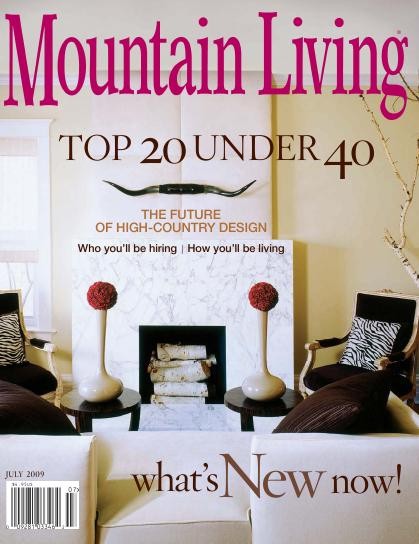 Mountain Living
TOP 20 UNDER 40
THE FUTURE
OF HIGH-COUNTRY DESIGN
Who you'll be hiring | How you'll be living
JULY 2009
what's New now!
07